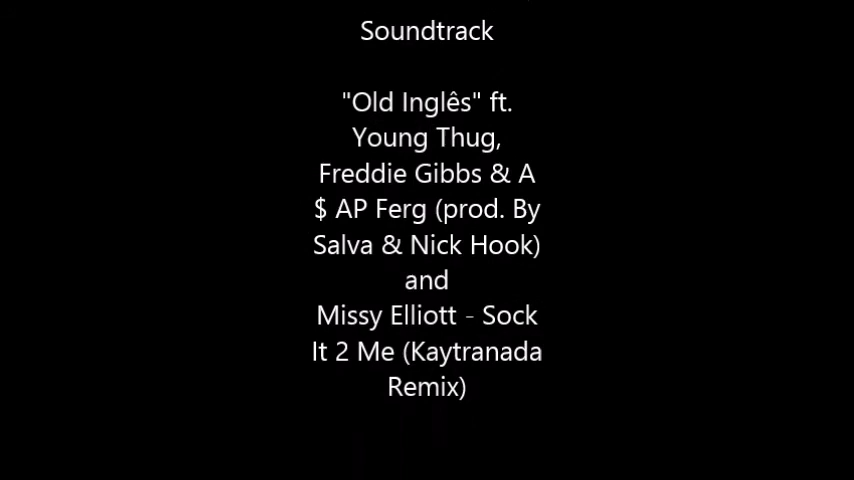 Soundtrack
"Old Inglês" ft.
Young Thug,
Freddie Gibbs & A
$ AP Ferg (prod. By
Salva & Nick Hook)
and
Missy Elliott - Sock
It 2 Me (Kaytranada
Remix)